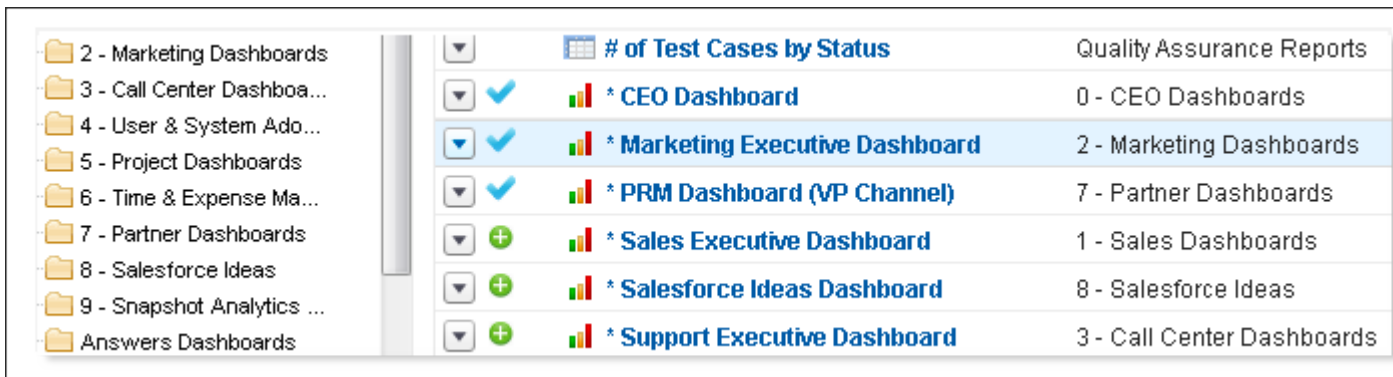 2 - Marketing Dashboards
3 - Call Center Dashboa...
4 - User & System Ado...
5 - Project Dashboards
6 - Time & Expense Ma...
7 - Partner Dashboards
8 - Salesforce Ideas
9 - Snapshot Analytics ...
Answers Dashboards
# of Test Cases by Status Quality Assurance Reports
* CEO Dashboard 0 - CEO Dashboards
* Marketing Executive Dashboard 2 - Marketing Dashboards
* PRM Dashboard (VP Channel) 7 - Partner Dashboards
* Sales Executive Dashboard 1 - Sales Dashboards
* Salesforce Ideas Dashboard 8 - Salesforce Ideas
* Support Executive Dashboard 3 - Call Center Dashboards